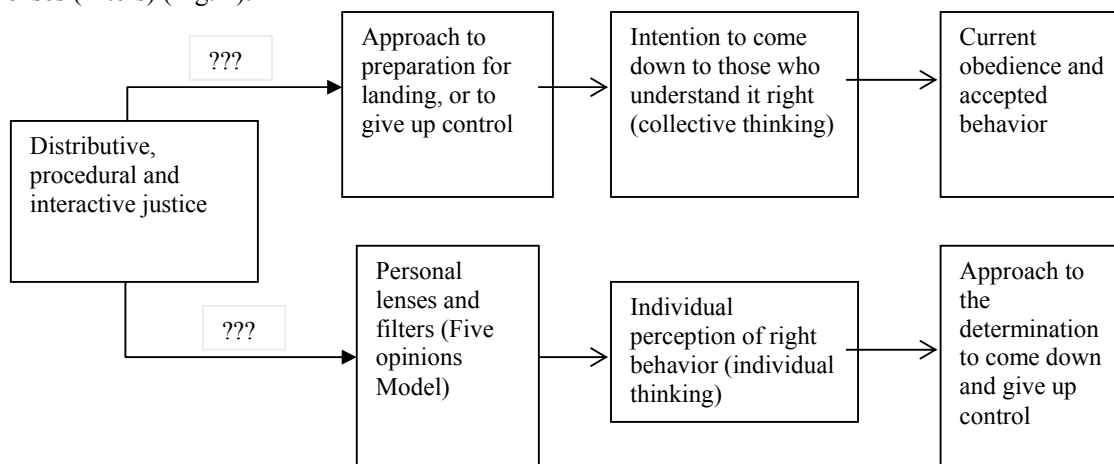 ???
Approach to
preparation for
landing, or to
give up control
Intention to come
down to those who
understand it right
(collective thinking)
Current
obedience and
accepted
behavior
Distributive,
procedural and
interactive justice
???
Personal
lenses and
filters (Five
opinions
Model)
Individual
perception of right
behavior (individual
thinking)
Approach to
the
determination
to come down
and give up
control